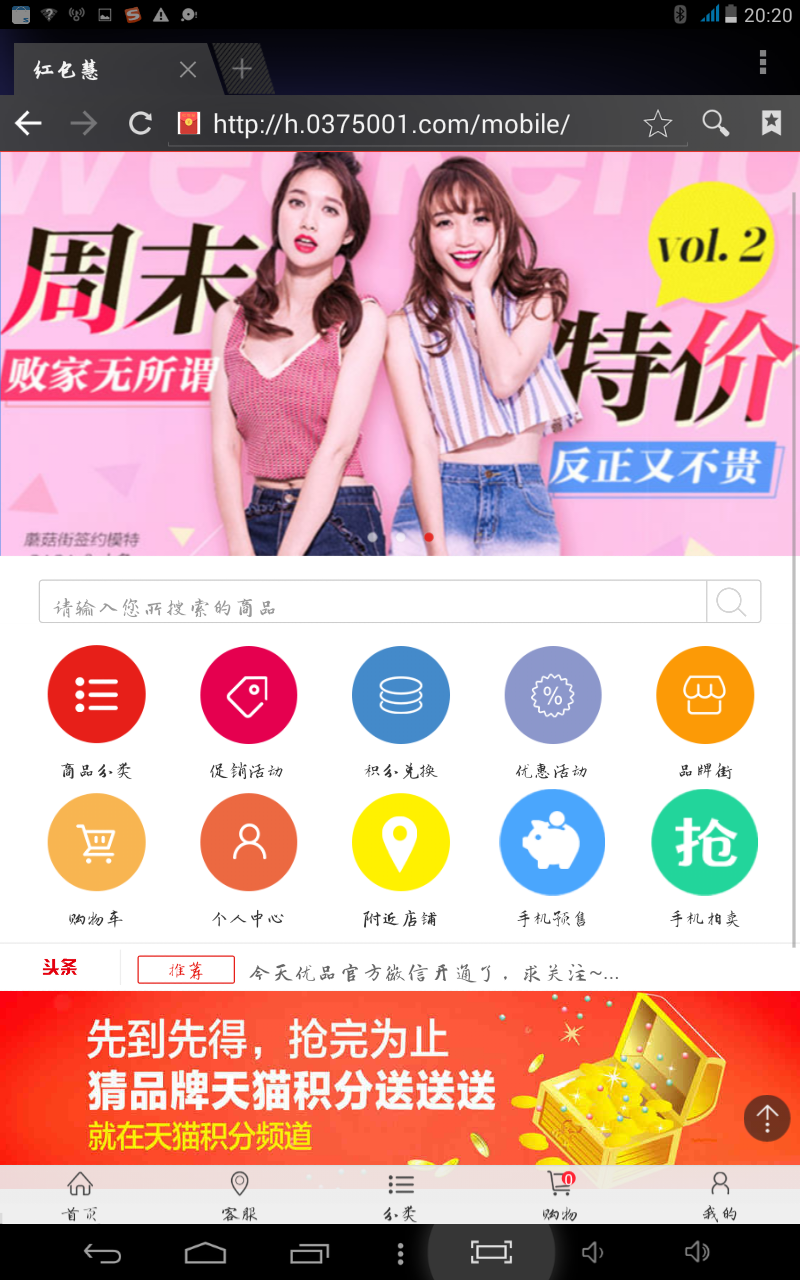 20:20
红包慧
http://h.0375001.com/mobile/
weekend
周末
vol. 2
特价
败家无所谓
反正又不贵
蘑菇街签约模特
请输入您所搜索的商品
商品分类 促销活动 积分兑换 优惠活动 品牌街
抢
购物车 个人中心 附近店铺 手机预售 手机拍卖
头条 推荐 今天优品官方微信开通了，求关注~...
先到先得，抢完为止
猜品牌天猫积分送送送
就在天猫积分频道
0
首页 客服 分类 购物 我的